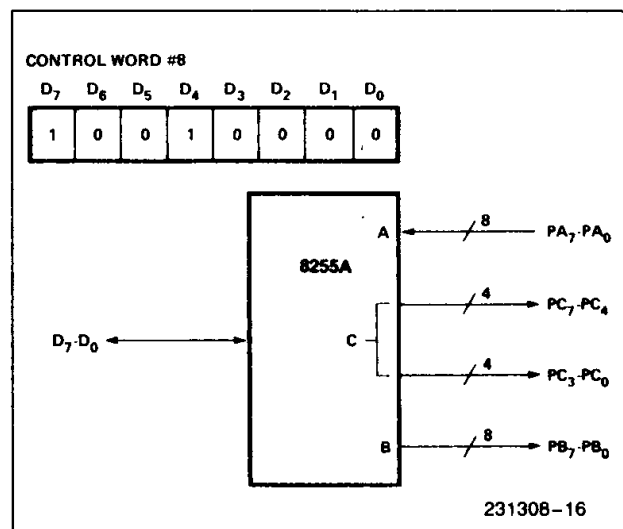 CONTROL WORD #8
D7 D6 D5 D4 D3 D2 D1 D0
1 0 0 1 0 0 0 0
A 8 PA7-PA0
8255A
4 PC7-PC4
D7-D0 C
4 PC3-PC0
B 8 PB7-PB0
231308-16